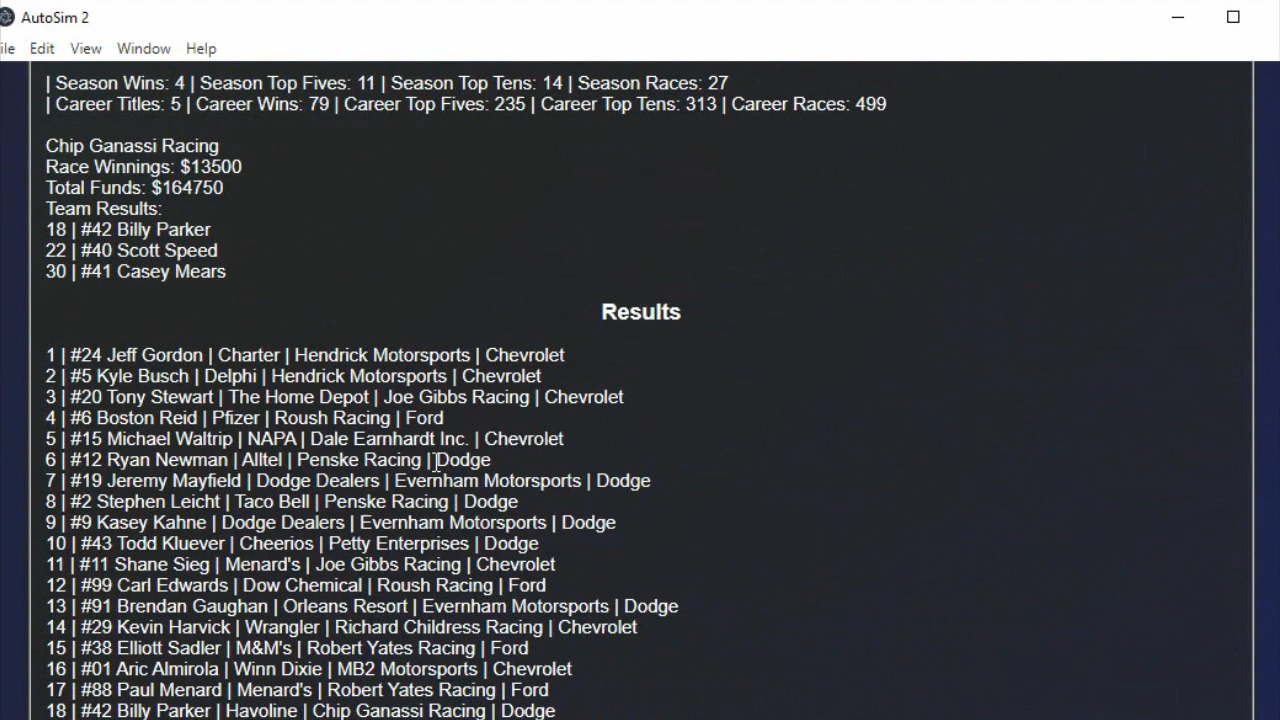 AutoSim 2
ile Edit View Window Help
| Season Wins: 4 | Season Top Fives: 11 | Season Top Tens: 14 | Season Races: 27
| Career Titles: 5 | Career Wins: 79 | Career Top Fives: 235 | Career Top Tens: 313 | Career Races: 499
Chip Ganassi Racing
Race Winnings: $13500
Total Funds: $164750
Team Results:
18 | #42 Billy Parker
22 | #40 Scott Speed
30 | #41 Casey Mears
Results
1 | #24 Jeff Gordon | Charter | Hendrick Motorsports | Chevrolet
2 | #5 Kyle Busch | Delphi | Hendrick Motorsports | Chevrolet
3 | #20 Tony Stewart | The Home Depot | Joe Gibbs Racing | Chevrolet
4 | #6 Boston Reid | Pfizer | Roush Racing | Ford
5 | #15 Michael Waltrip | NAPA | Dale Earnhardt Inc. | Chevrolet
6 | #12 Ryan Newman | Alltel | Penske Racing | Dodge
7 | #19 Jeremy Mayfield | Dodge Dealers | Evernham Motorsports | Dodge
8 | #2 Stephen Leicht | Taco Bell | Penske Racing | Dodge
9 | #9 Kasey Kahne | Dodge Dealers | Evernham Motorsports | Dodge
10 | #43 Todd Kluever | Cheerios | Petty Enterprises | Dodge
11 | #11 Shane Sieg | Menard's | Joe Gibbs Racing | Chevrolet
12 | #99 Carl Edwards | Dow Chemical | Roush Racing | Ford
13 | #91 Brendan Gaughan | Orleans Resort | Evernham Motorsports | Dodge
14 | #29 Kevin Harvick | Wrangler | Richard Childress Racing | Chevrolet
15 | #38 Elliott Sadler | M&M's | Robert Yates Racing | Ford
16 | #01 Aric Almirola | Winn Dixie | MB2 Motorsports | Chevrolet
17 | #88 Paul Menard | Menard's | Robert Yates Racing | Ford
18 | #42 Billy Parker | Havoline | Chip Ganassi Racing | Dodge